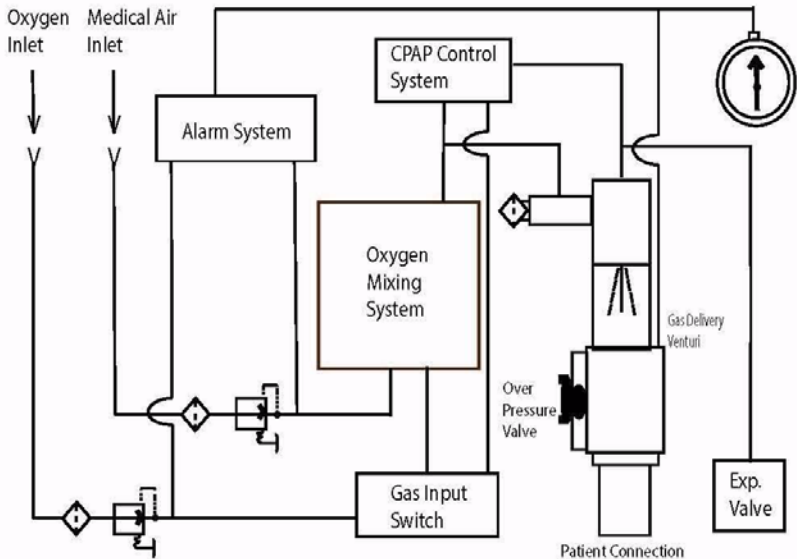 Oxygen
Inlet
Medical Air
Inlet
CPAP Control
System
Alarm System
Oxygen
Mixing
System
Gas Delivery
Venturi
Over
Pressure
Valve
Gas Input
Switch
Exp.
Valve
Patient Connection